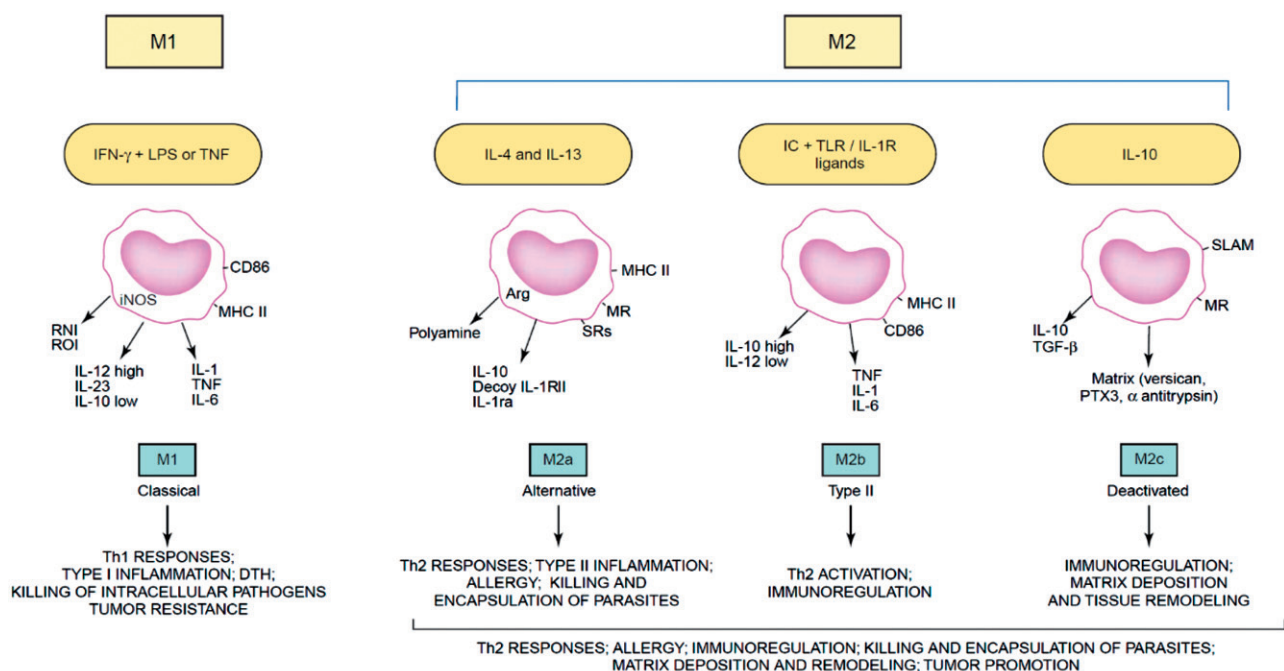 M1
M2
IFN-γ + LPS or TNF
IL-4 and IL-13
IC + TLR / IL-1R
ligands
IL-10
CD86
iNOS
MHC II
RNI
ROI
IL-12 high
IL-23
IL-10 low
IL-1
TNF
IL-6
MHC II
Arg
MR
SRs
Polyamine
IL-10
Decoy IL-1RII
IL-1ra
MHC II
CD86
IL-10 high
IL-12 low
TNF
IL-1
IL-6
SLAM
MR
IL-10
TGF-β
Matrix (versican,
PTX3, α antitrypsin)
M1
Classical
Th1 RESPONSES;
TYPE I INFLAMMATION; DTH;
KILLING OF INTRACELLULAR PATHOGENS
TUMOR RESISTANCE
M2a
Alternative
Th2 RESPONSES; TYPE II INFLAMMATION;
ALLERGY; KILLING AND
ENCAPSULATION OF PARASITES
M2b
Type II
Th2 ACTIVATION;
IMMUNOREGULATION
M2c
Deactivated
IMMUNOREGULATION;
MATRIX DEPOSITION
AND TISSUE REMODELING
Th2 RESPONSES; ALLERGY; IMMUNOREGULATION; KILLING AND ENCAPSULATION OF PARASITES;
MATRIX DEPOSITION AND REMODELING; TUMOR PROMOTION